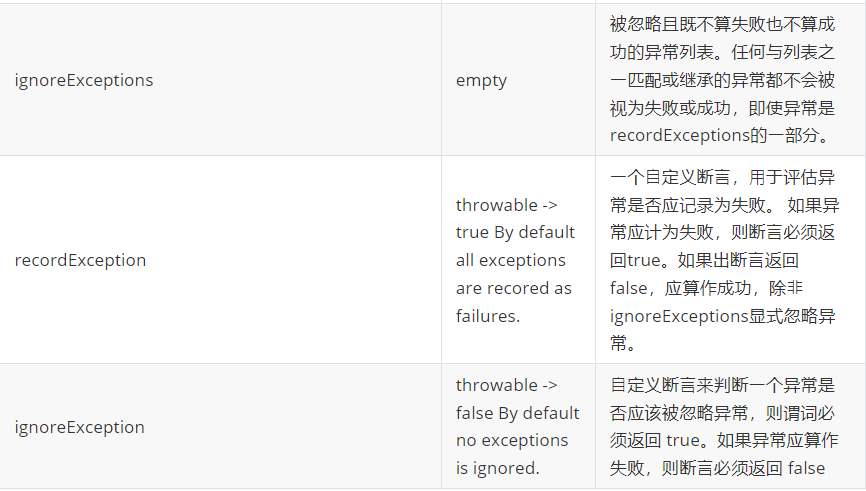 ignoreExceptions
empty
被忽略且既不算失败也不算成
功的异常列表。任何与列表之
一匹配或继承的异常都不会被
视为失败或成功，即使异常是
recordExceptions的一部分。
recordException
throwable ->
true By default
all exceptions
are recored as
failures.
一个自定义断言，用于评估异
常是否应记录为失败。 如果异
常应计为失败，则断言必须返
回true。如果出断言返回
false，应算作成功，除非
ignoreExceptions显式忽略异
常。
ignoreException
throwable ->
false By default
no exceptions
is ignored.
自定义断言来判断一个异常是
否应该被忽略异常，则谓词必
须返回 true。如果异常应算作
失败，则断言必须返回 false